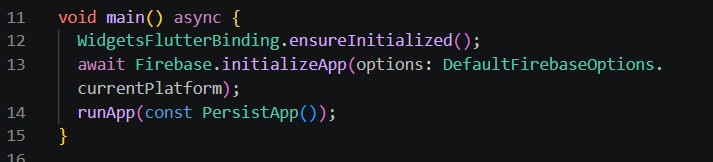 11 void main() async {
12   WidgetsFlutterBinding.ensureInitialized();
13   await Firebase.initializeApp(options: DefaultFirebaseOptions.
     currentPlatform);
14   runApp(const PersistApp());
15 }
16